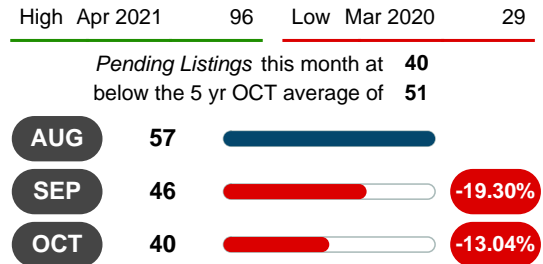 High Apr 2021 96 Low Mar 2020 29
Pending Listings this month at 40
below the 5 yr OCT average of 51
AUG 57
SEP 46 -19.30%
OCT 40 -13.04%